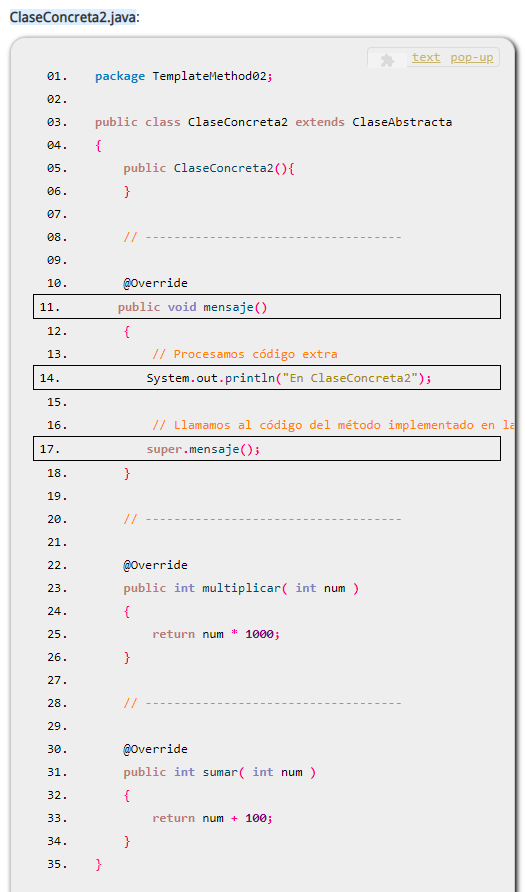 ClaseConcreta2.java:
text pop-up
01. package TemplateMethod02;
02.
03. public class ClaseConcreta2 extends ClaseAbstracta
04. {
05.     public ClaseConcreta2(){
06.     }
07.
08.     // ------------------------------------
09.
10.     @Override
11.     public void mensaje()
12.     {
13.         // Procesamos código extra
14.         System.out.println("En ClaseConcreta2");
15.
16.         // Llamamos al código del método implementado en la
17.         super.mensaje();
18.     }
19.
20.     // ------------------------------------
21.
22.     @Override
23.     public int multiplicar( int num )
24.     {
25.         return num * 1000;
26.     }
27.
28.     // ------------------------------------
29.
30.     @Override
31.     public int sumar( int num )
32.     {
33.         return num + 100;
34.     }
35. }